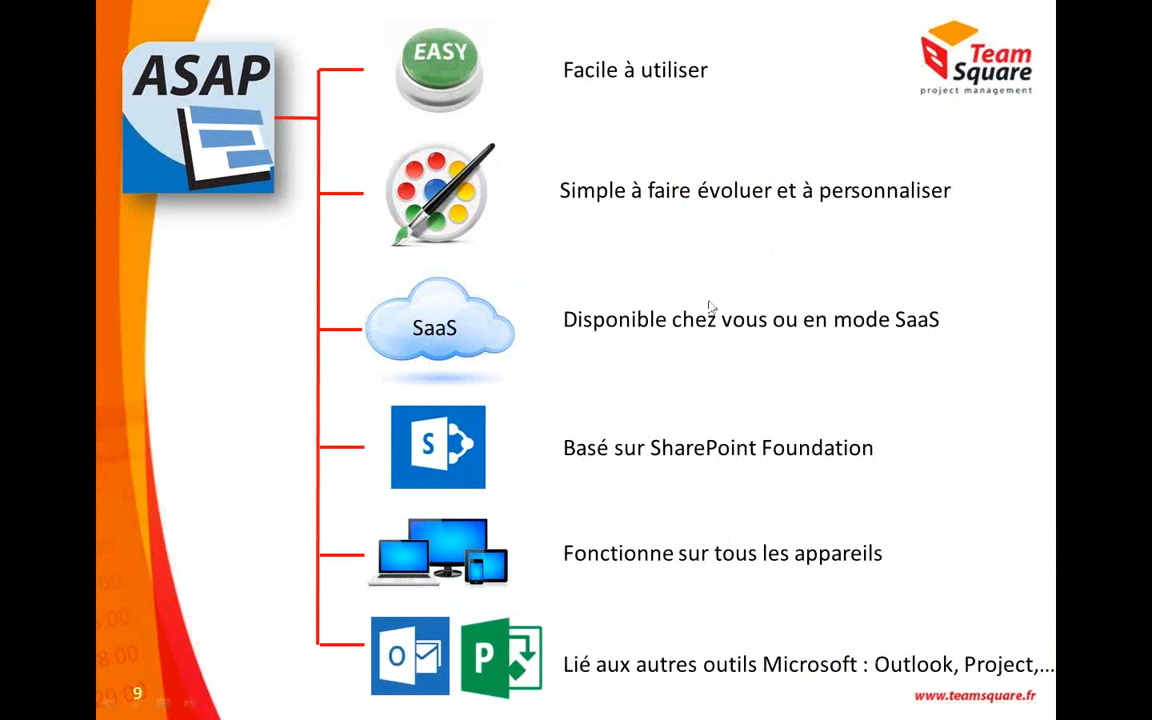 ASAP
EASY
Facile à utiliser
Team
Square
project management
Simple à faire évoluer et à personnaliser
SaaS
Disponible chez vous ou en mode SaaS
S
Basé sur SharePoint Foundation
Fonctionne sur tous les appareils
O
P
Lié aux autres outils Microsoft : Outlook, Project,...
9
www.teamsquare.fr